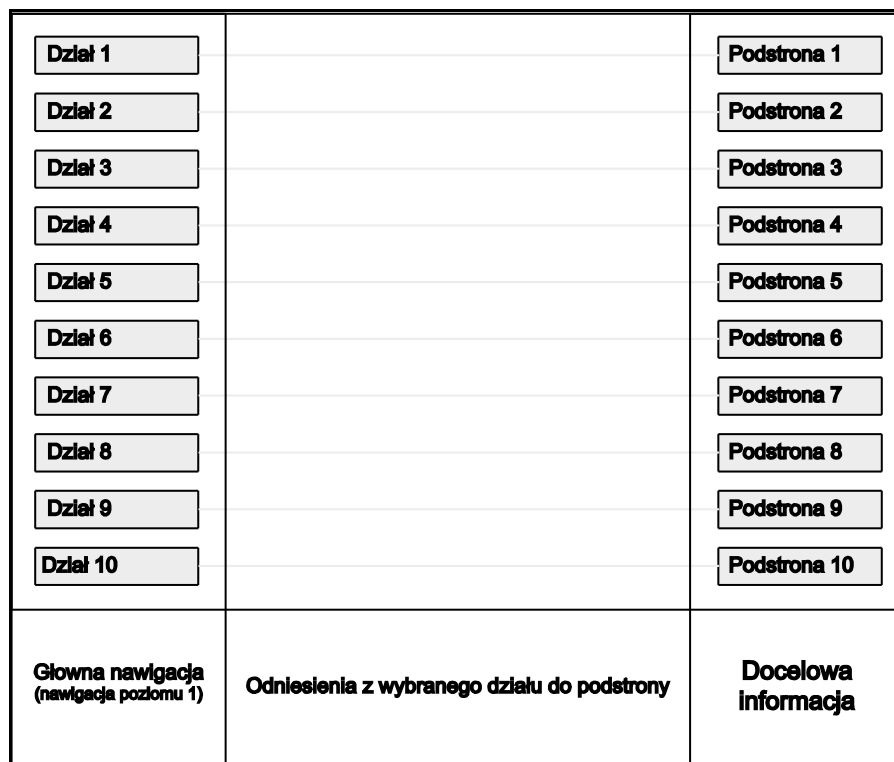 Dział 1
Podstrona 1
Dział 2
Podstrona 2
Dział 3
Podstrona 3
Dział 4
Podstrona 4
Dział 5
Podstrona 5
Dział 6
Podstrona 6
Dział 7
Podstrona 7
Dział 8
Podstrona 8
Dział 9
Podstrona 9
Dział 10
Podstrona 10
Głowna nawigacja
(nawigacja poziomu 1)
Odniesienia z wybranego działu do podstrony
Docelowa
informacja